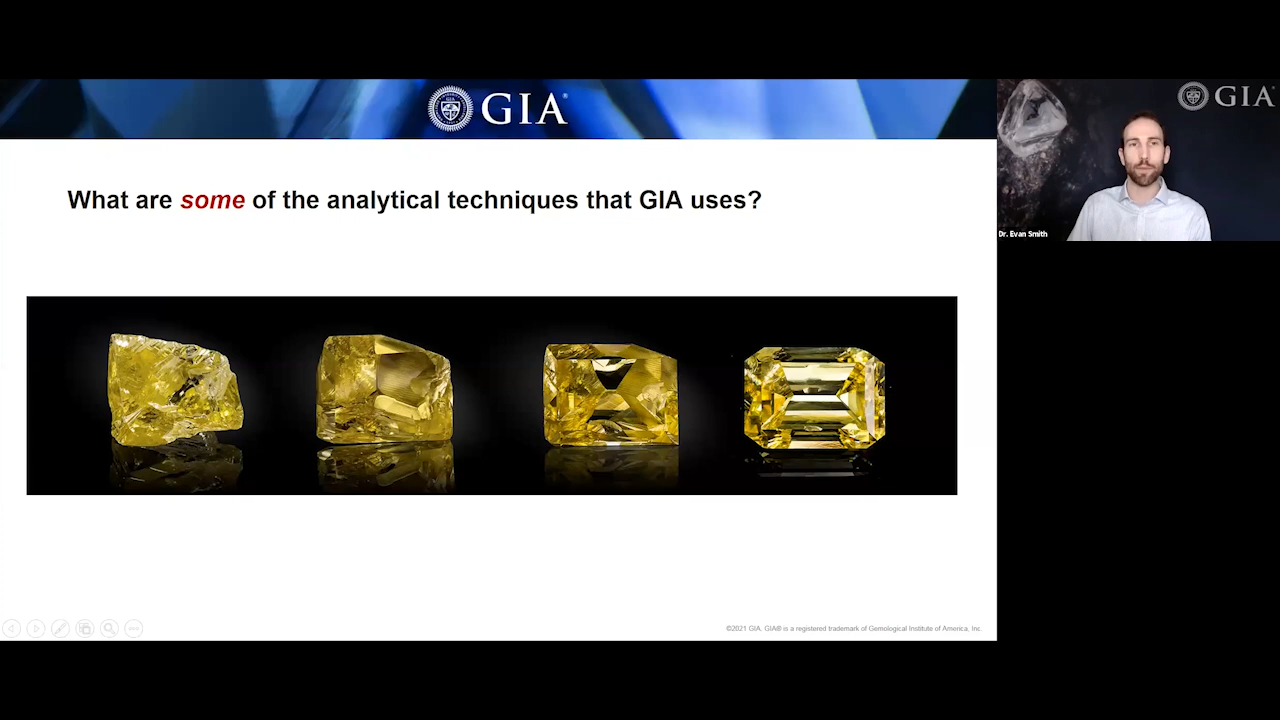 GIA®
GIA®
Dr. Evan Smith
What are some of the analytical techniques that GIA uses?
©2021 GIA. GIA® is a registered trademark of Gemological Institute of America, Inc.